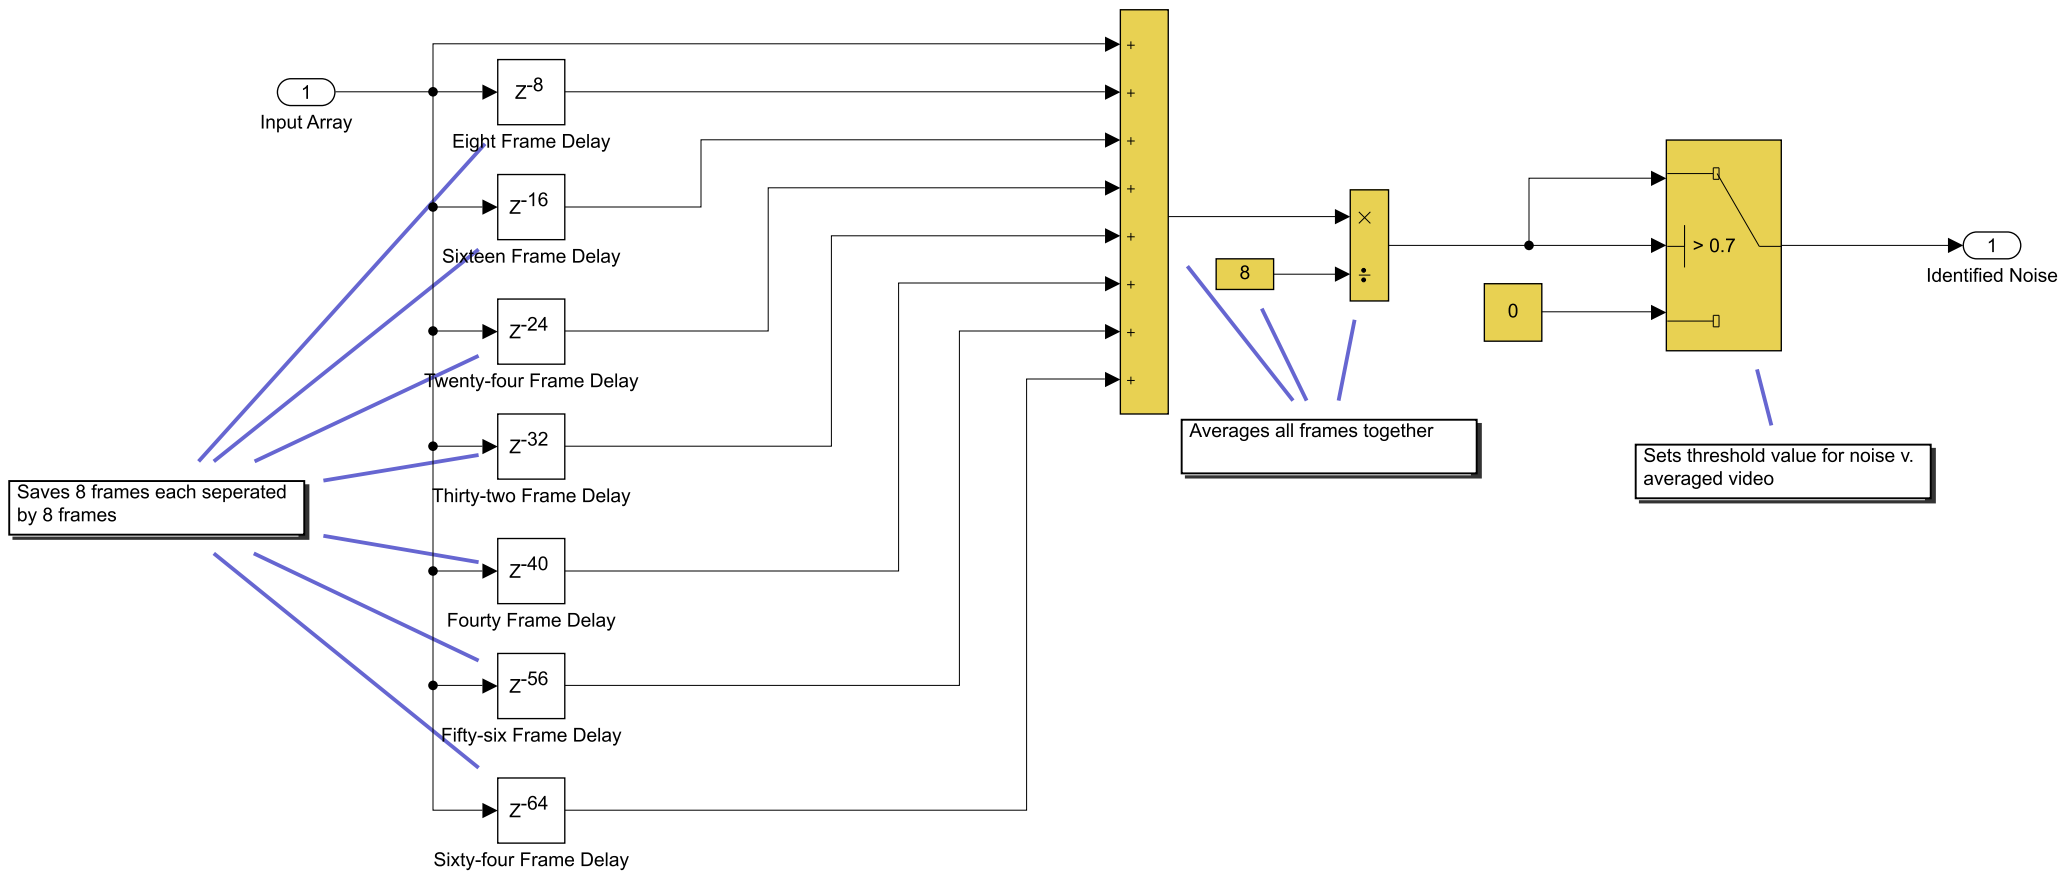 1
Input Array
z-8
Eight Frame Delay
z-16
Sixteen Frame Delay
z-24
Twenty-four Frame Delay
z-32
Thirty-two Frame Delay
z-40
Fourty Frame Delay
z-56
Fifty-six Frame Delay
z-64
Sixty-four Frame Delay
Saves 8 frames each seperated
by 8 frames
+
+
+
+
+
+
+
+
×
÷
8
Averages all frames together
0
> 0.7
Sets threshold value for noise v.
averaged video
1
Identified Noise